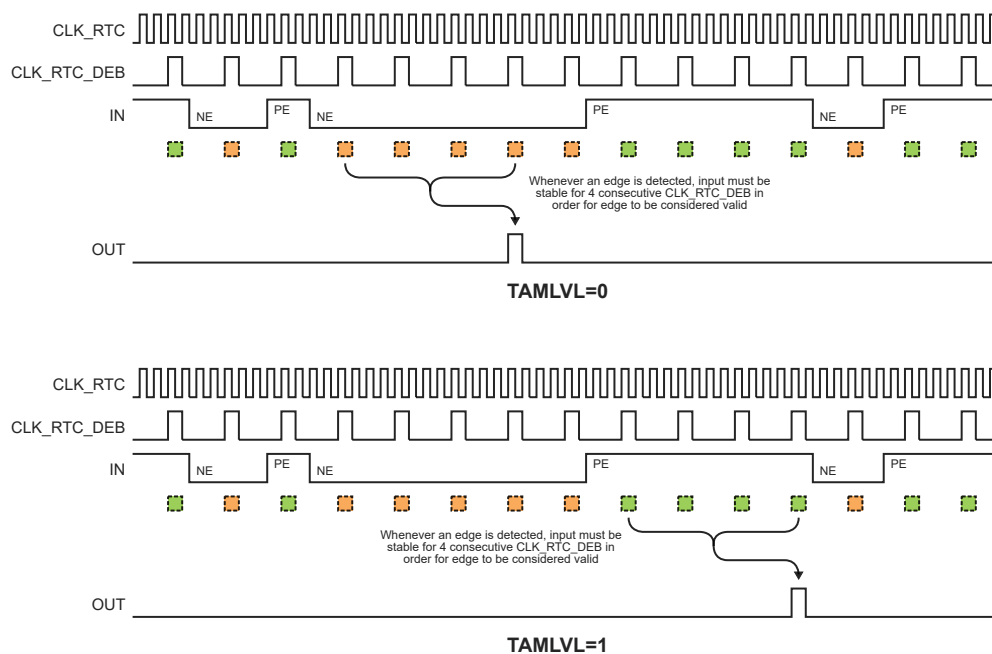 CLK_RTC
CLK_RTC_DEB
IN
NE
PE
NE
PE
NE
PE
Whenever an edge is detected, input must be
stable for 4 consecutive CLK_RTC_DEB in
order for edge to be considered valid
OUT
TAMLVL=0
CLK_RTC
CLK_RTC_DEB
IN
NE
PE
NE
PE
NE
PE
Whenever an edge is detected, input must be
stable for 4 consecutive CLK_RTC_DEB in
order for edge to be considered valid
OUT
TAMLVL=1